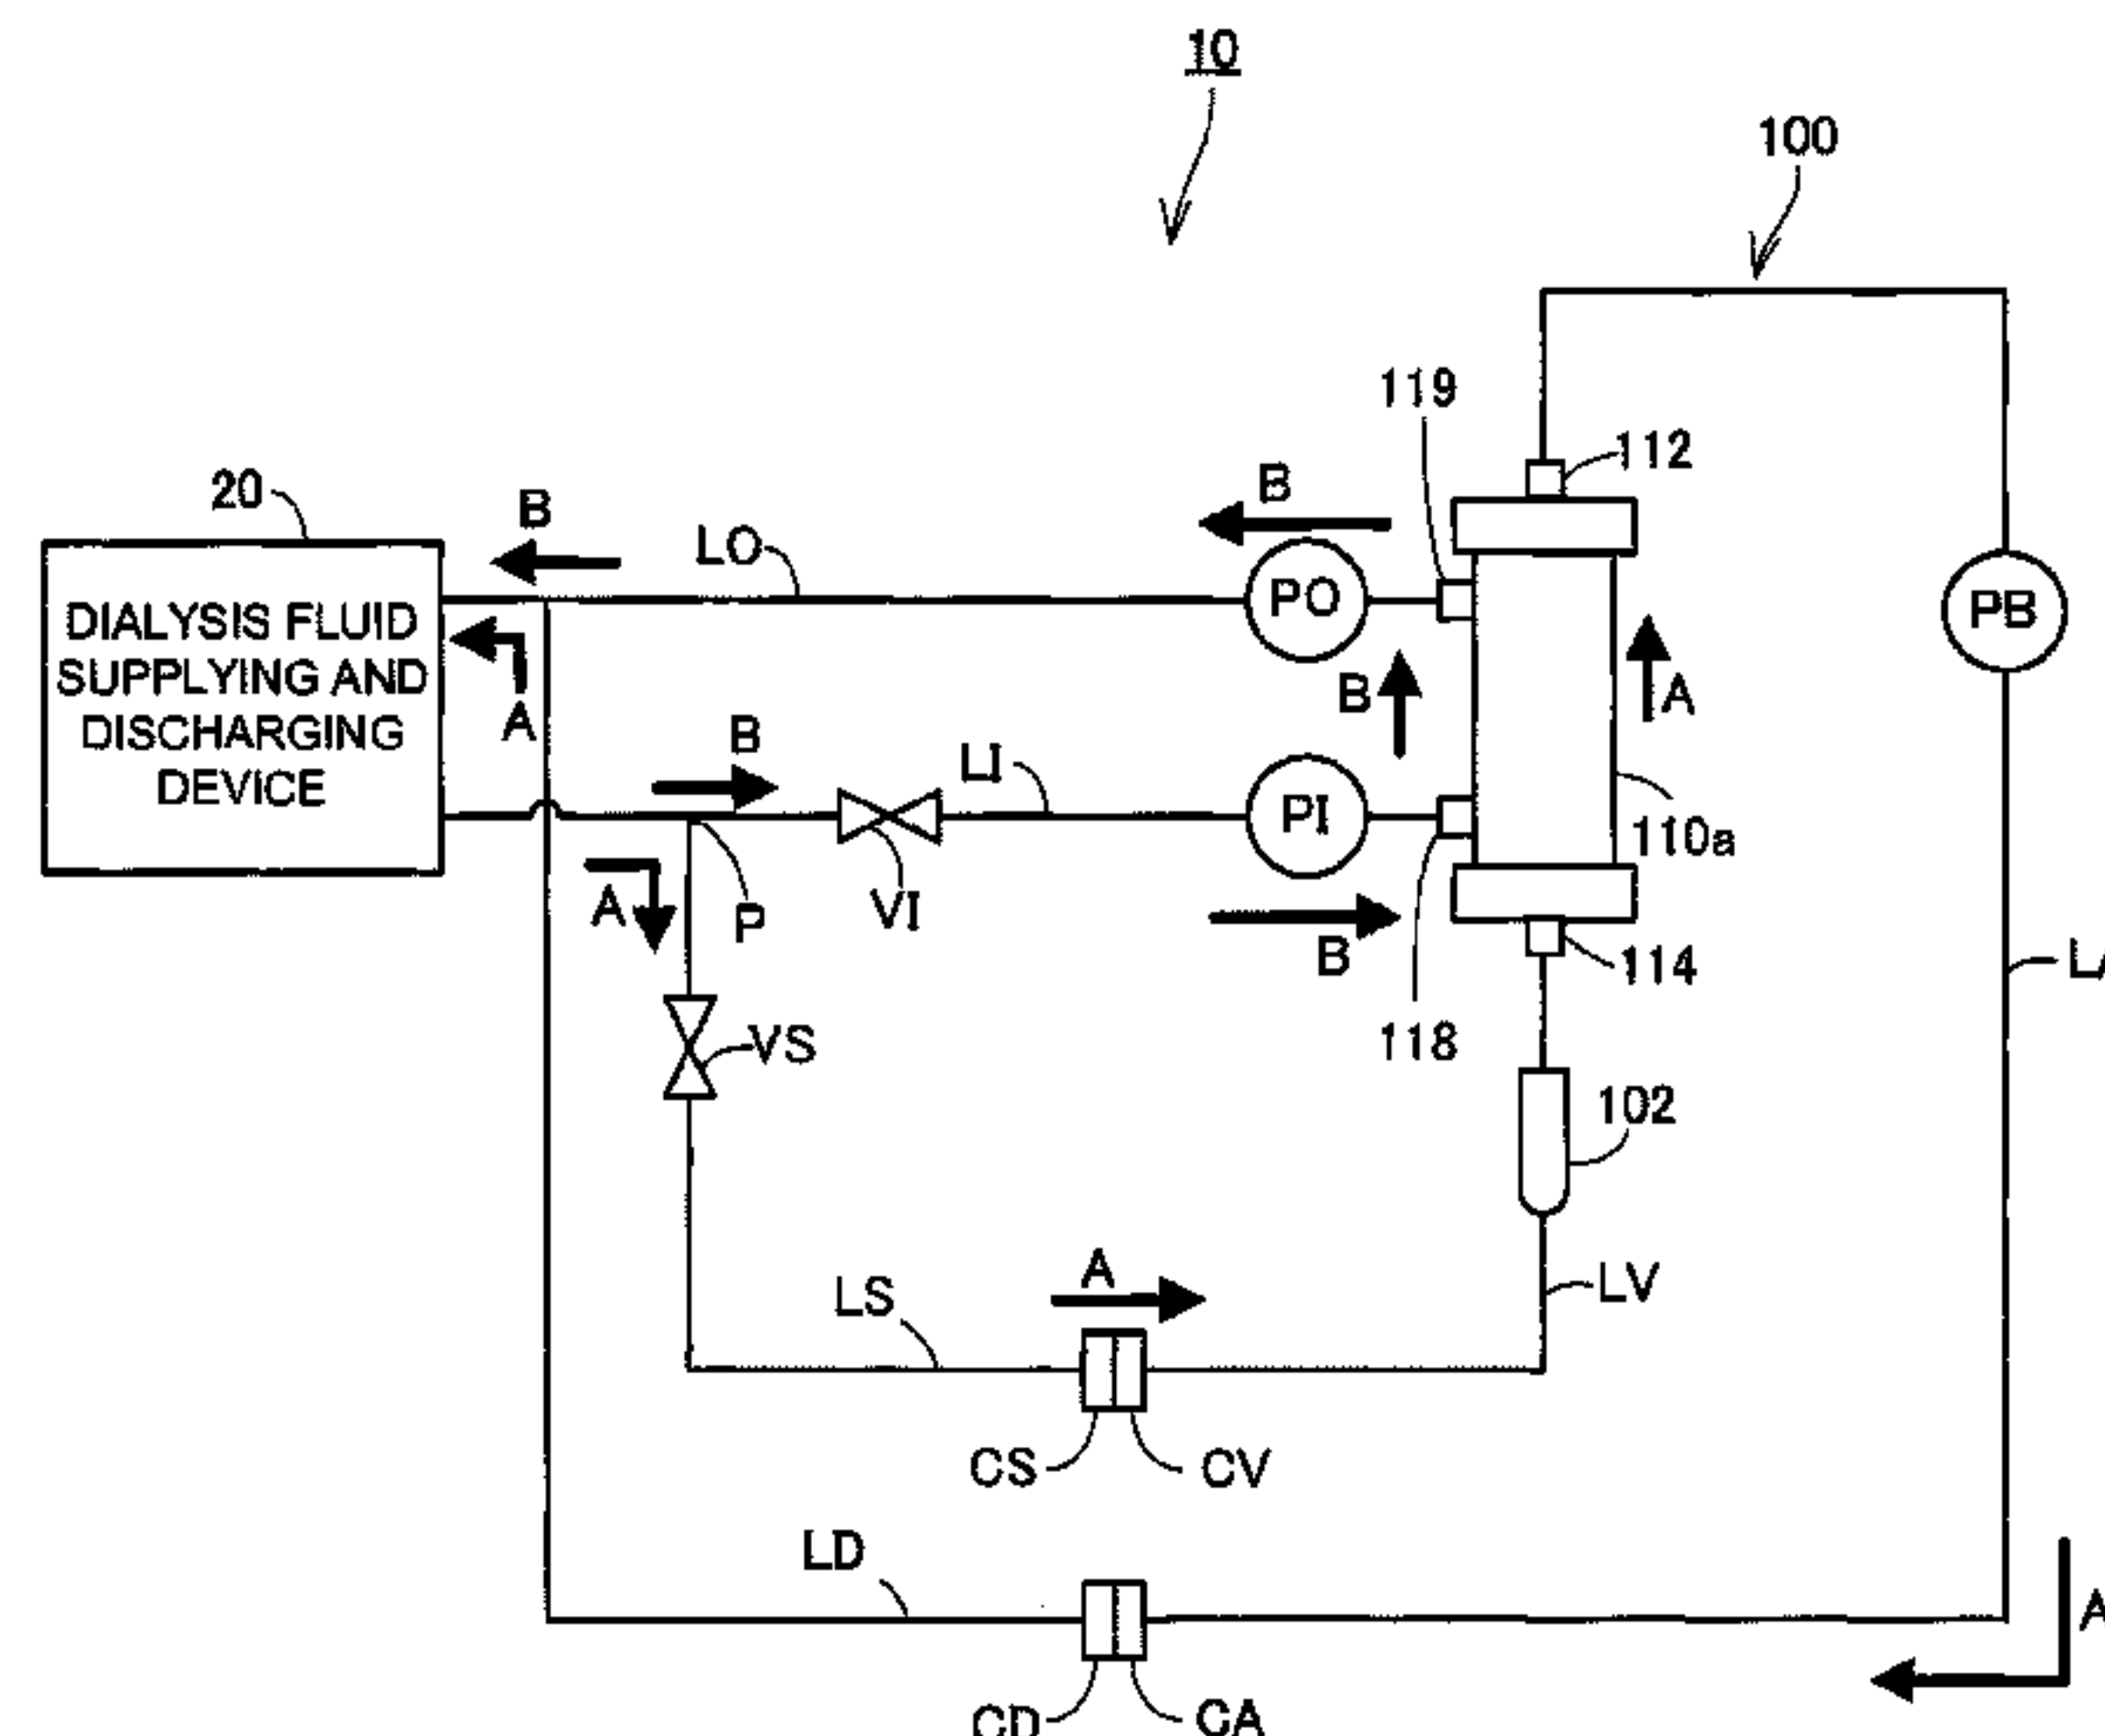 10
100
119
112
20
B
B
LO
PO
PB
DIALYSIS FLUID
SUPPLYING AND
DISCHARGING
DEVICE
A
B
A
B
LI
PI
110a
A
P
VI
B
114
118
VS
102
A
LS
LV
CS
CV
LD
A
CD
CA